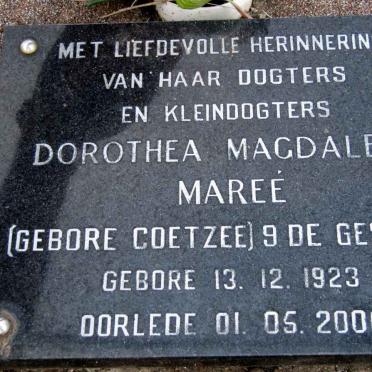 MET LIEFDEVOLLE HERINNERIN
VAN HAAR DOGTERS
EN KLEINDOGTERS
DOROTHEA MAGDALE
MAREÉ
(GEBORE COETZEE) 9 DE GES
GEBORE 13. 12. 1923
OORLEDE 01. 05. 200